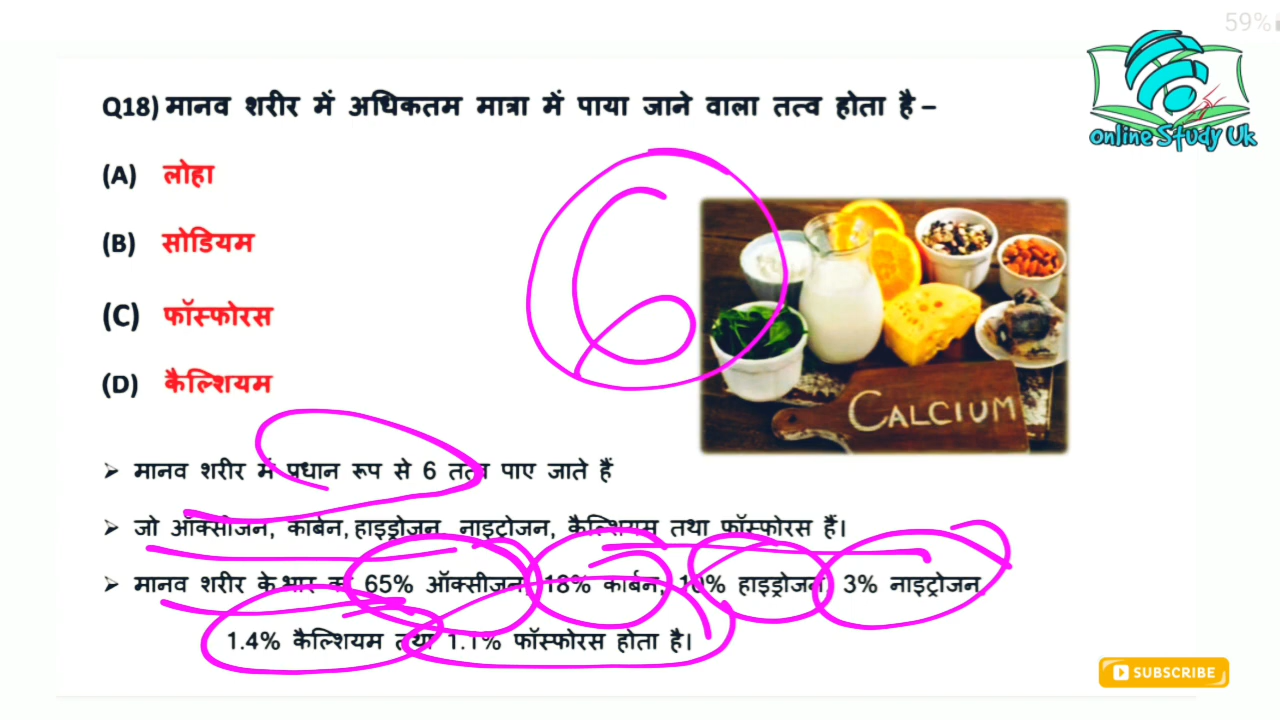 59%
Online Study Uk
Q18) मानव शरीर में अधिकतम मात्रा में पाया जाने वाला तत्व होता है –
(A) लोहा
(B) सोडियम
(C) फॉस्फोरस
(D) कैल्शियम
6
CALCIUM
➢ मानव शरीर में प्रधान रूप से 6 तत्व पाए जाते हैं
➢ जो ऑक्सीजन, कार्बन, हाइड्रोजन, नाइट्रोजन, कैल्शियम तथा फॉस्फोरस हैं।
➢ मानव शरीर के भार का 65% ऑक्सीजन, 18% कार्बन, 10% हाइड्रोजन, 3% नाइट्रोजन,
1.4% कैल्शियम तथा 1.1% फॉस्फोरस होता है।
SUBSCRIBE